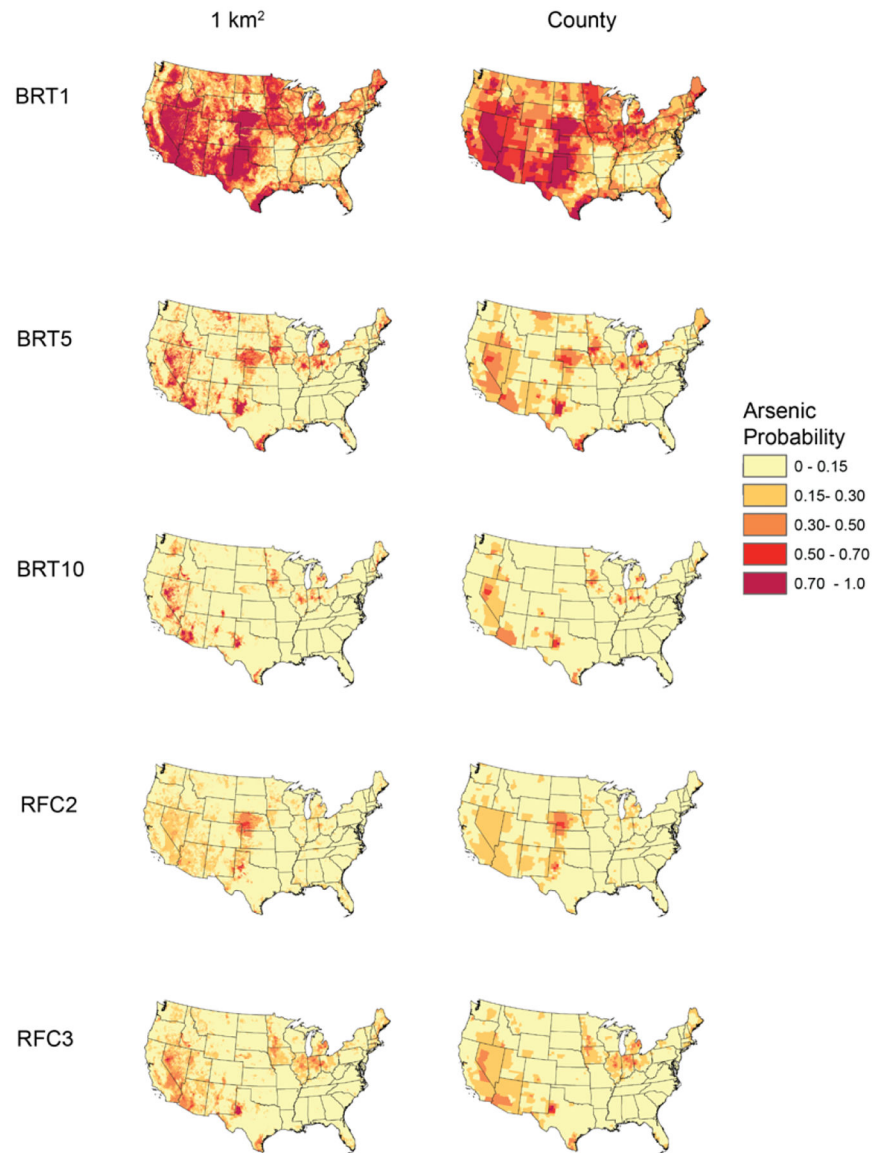 1 km²
County
BRT1
BRT5
BRT10
RFC2
RFC3
Arsenic
Probability
0 - 0.15
0.15- 0.30
0.30- 0.50
0.50 - 0.70
0.70 - 1.0